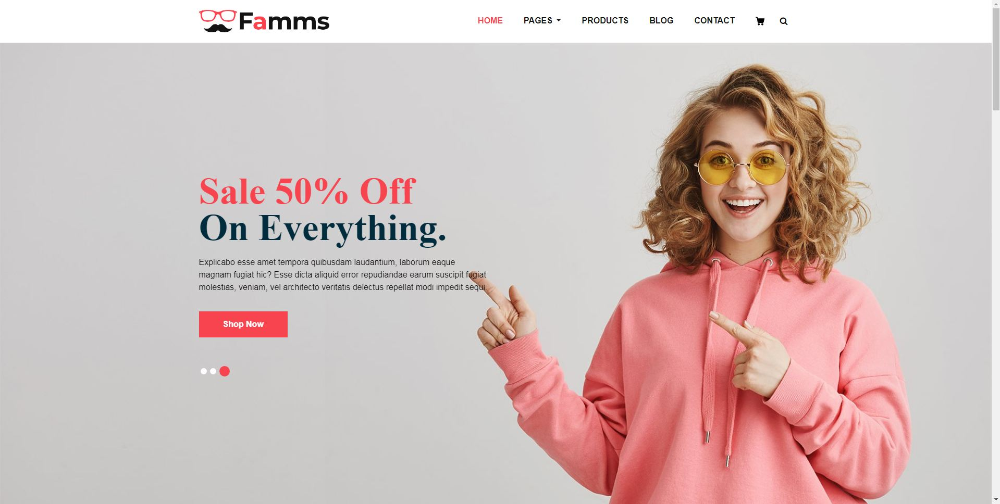 Famms
HOME PAGES PRODUCTS BLOG CONTACT
Sale 50% Off
On Everything.
Explicabo esse amet tempora quibusdam laudantium, laborum eaque
magnam fugiat hic? Esse dicta aliquid error repudiandae earum suscipit fugiat
molestias, veniam, vel architecto veritatis delectus repellat modi impedit sequi.
Shop Now